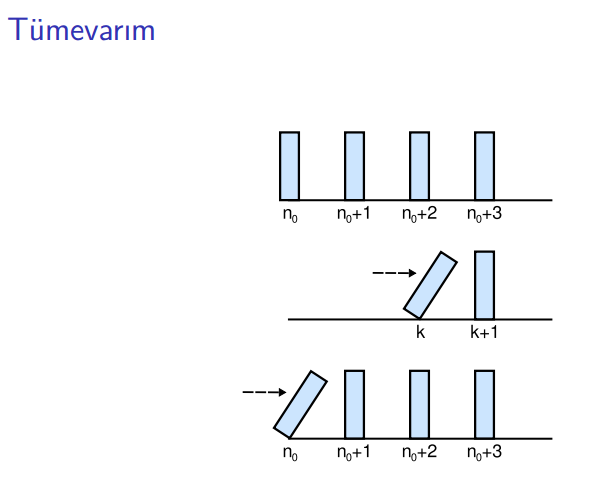 Tümevarım
n₀ n₀+1 n₀+2 n₀+3
k k+1
n₀ n₀+1 n₀+2 n₀+3